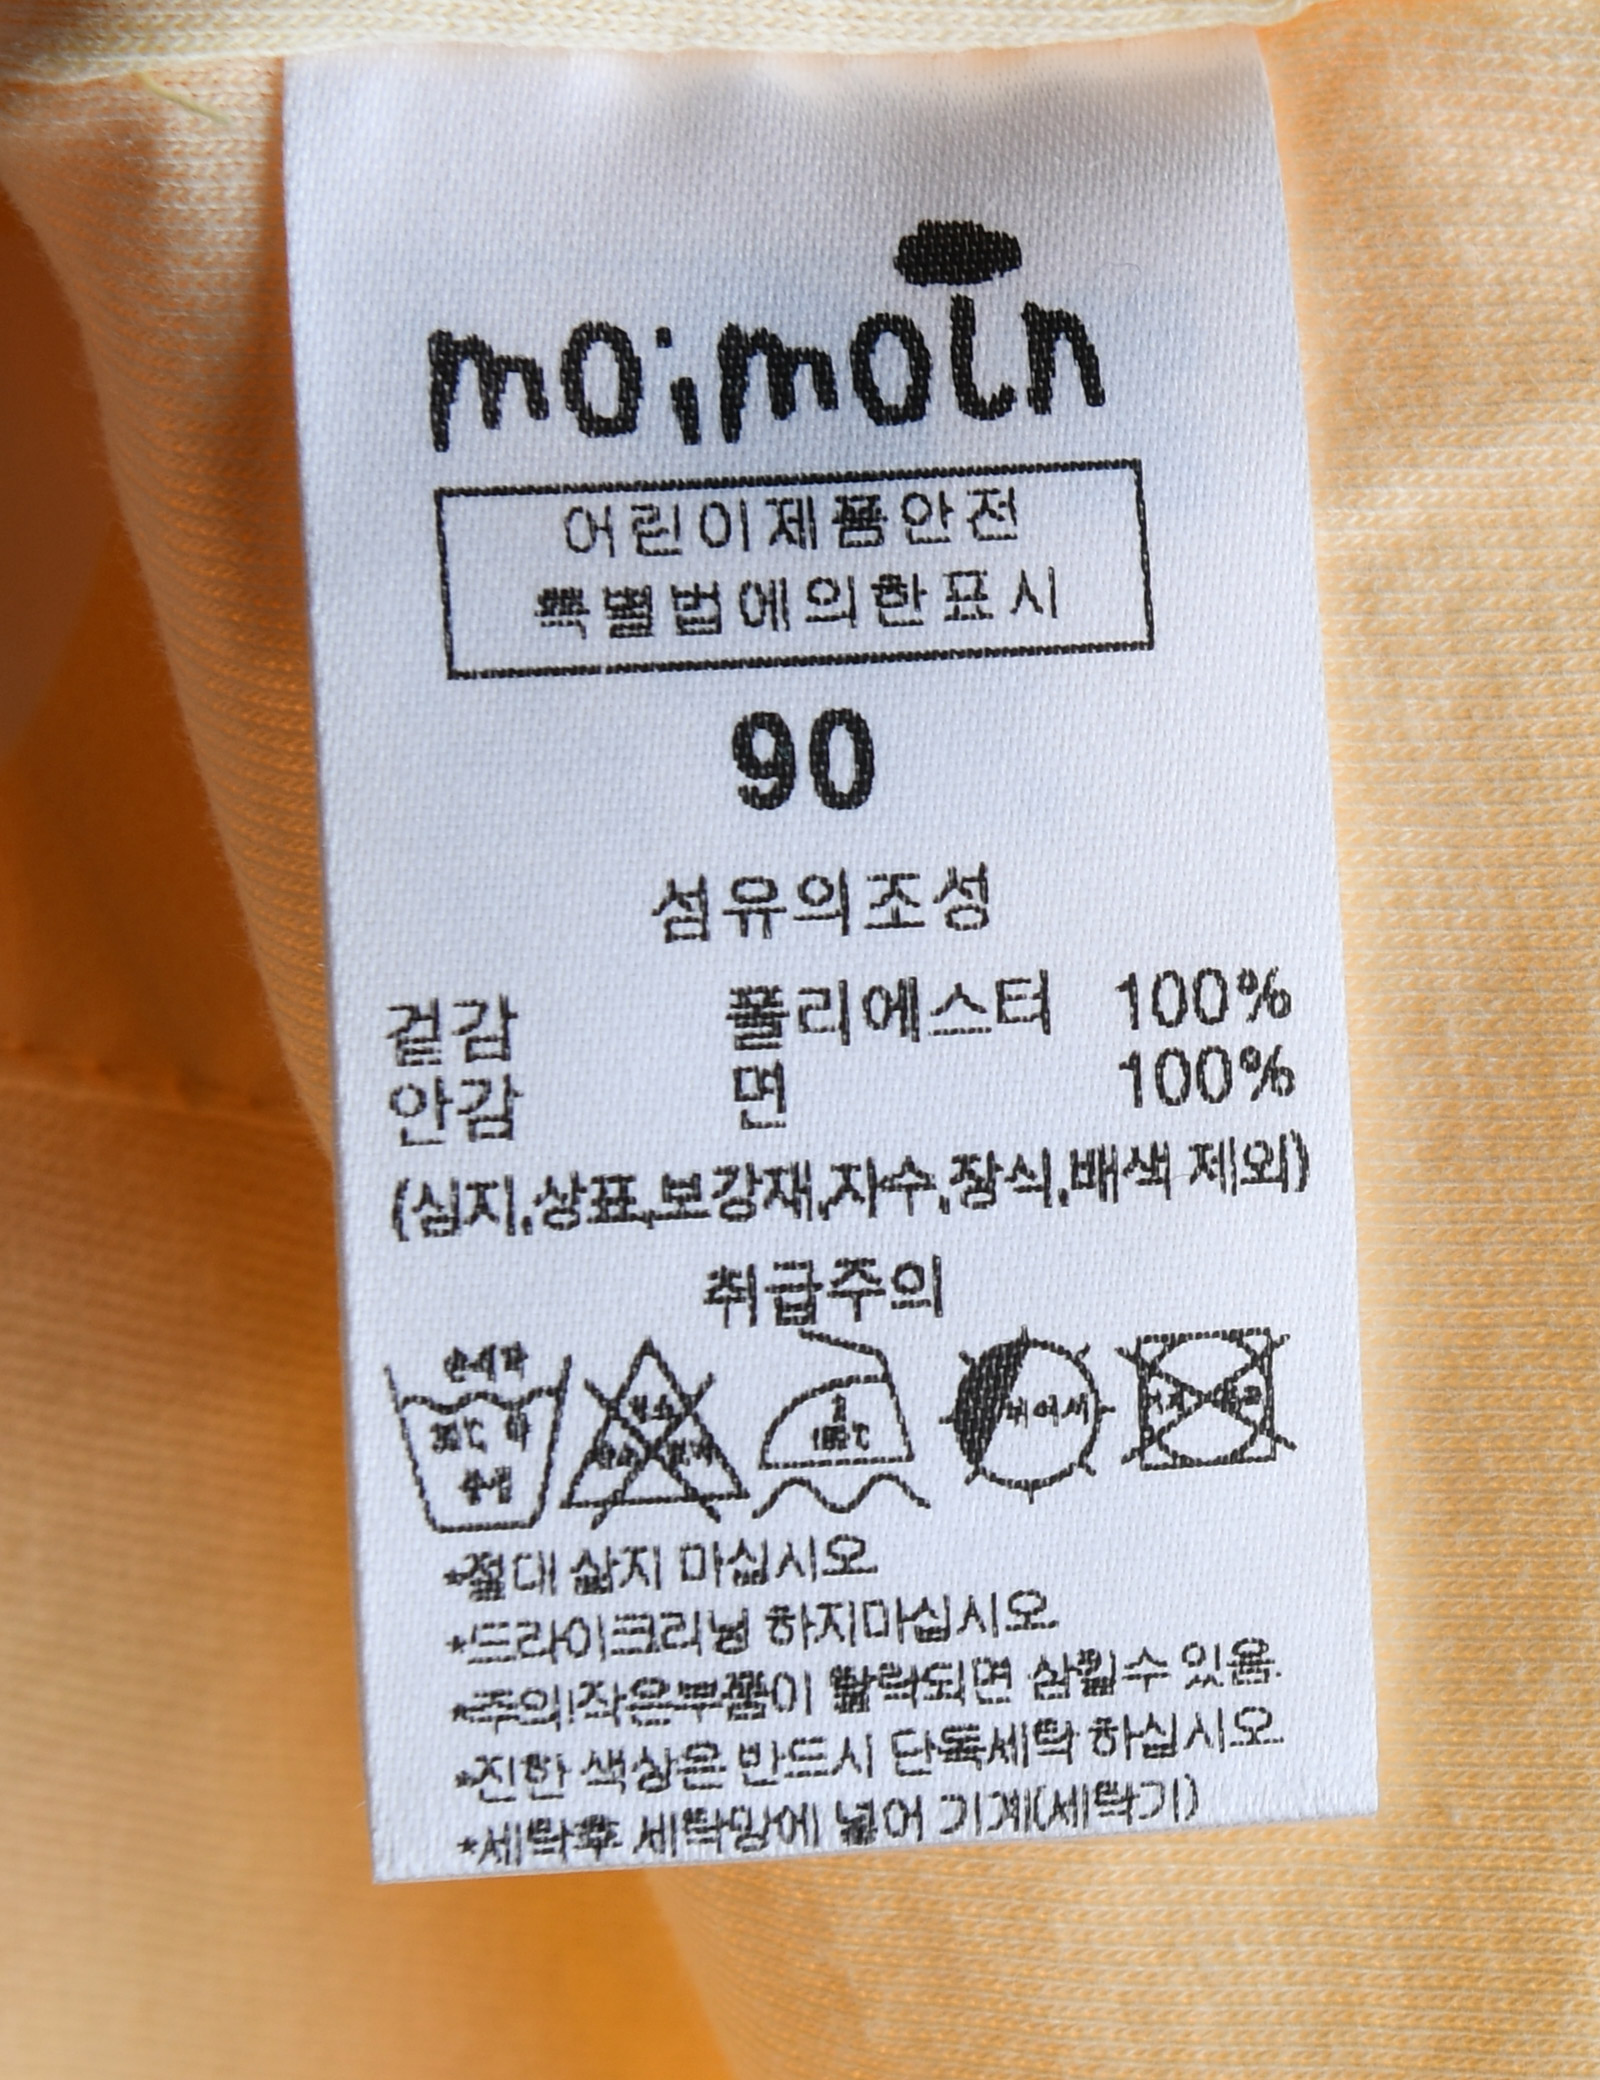 moimoln
어린이제품안전
특별법에의한표시
90
섬유의조성
겉감 폴리에스터 100%
안감 면 100%
(심지,상표,보강재,자수,장식,배색 제외)
취급주의
손세탁
30℃
*절대 삶지 마십시오
*드라이크리닝 하지마십시오
*주의!작은부품이 탈락되면 삼킬수 있음.
*진한 색상은 반드시 단독세탁 하십시오
*세탁후 세탁망에 넣어 기계(세탁기)